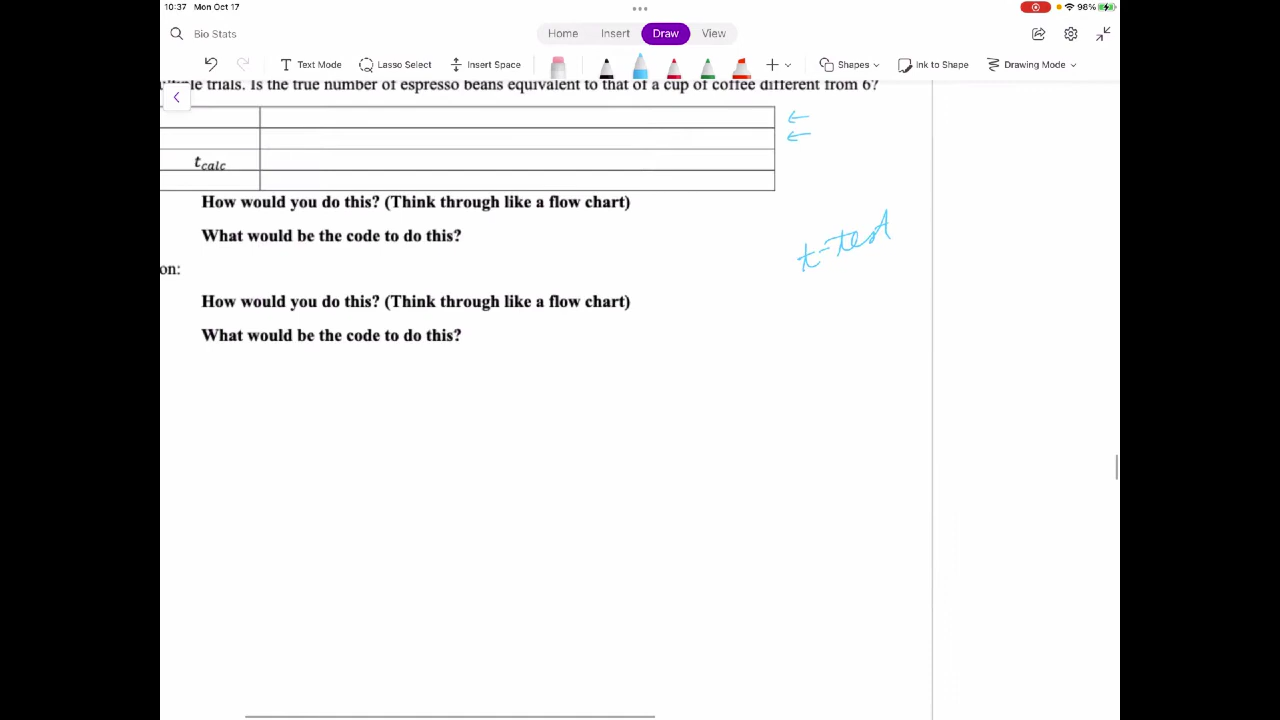 10:37 Mon Oct 17
98%
Bio Stats
Home Insert Draw View
Text Mode Lasso Select Insert Space Shapes Ink to Shape Drawing Mode
trials. Is the true number of espresso beans equivalent to that of a cup of coffee different from 6?
tcalc
How would you do this? (Think through like a flow chart)
What would be the code to do this?
t-test
on:
How would you do this? (Think through like a flow chart)
What would be the code to do this?